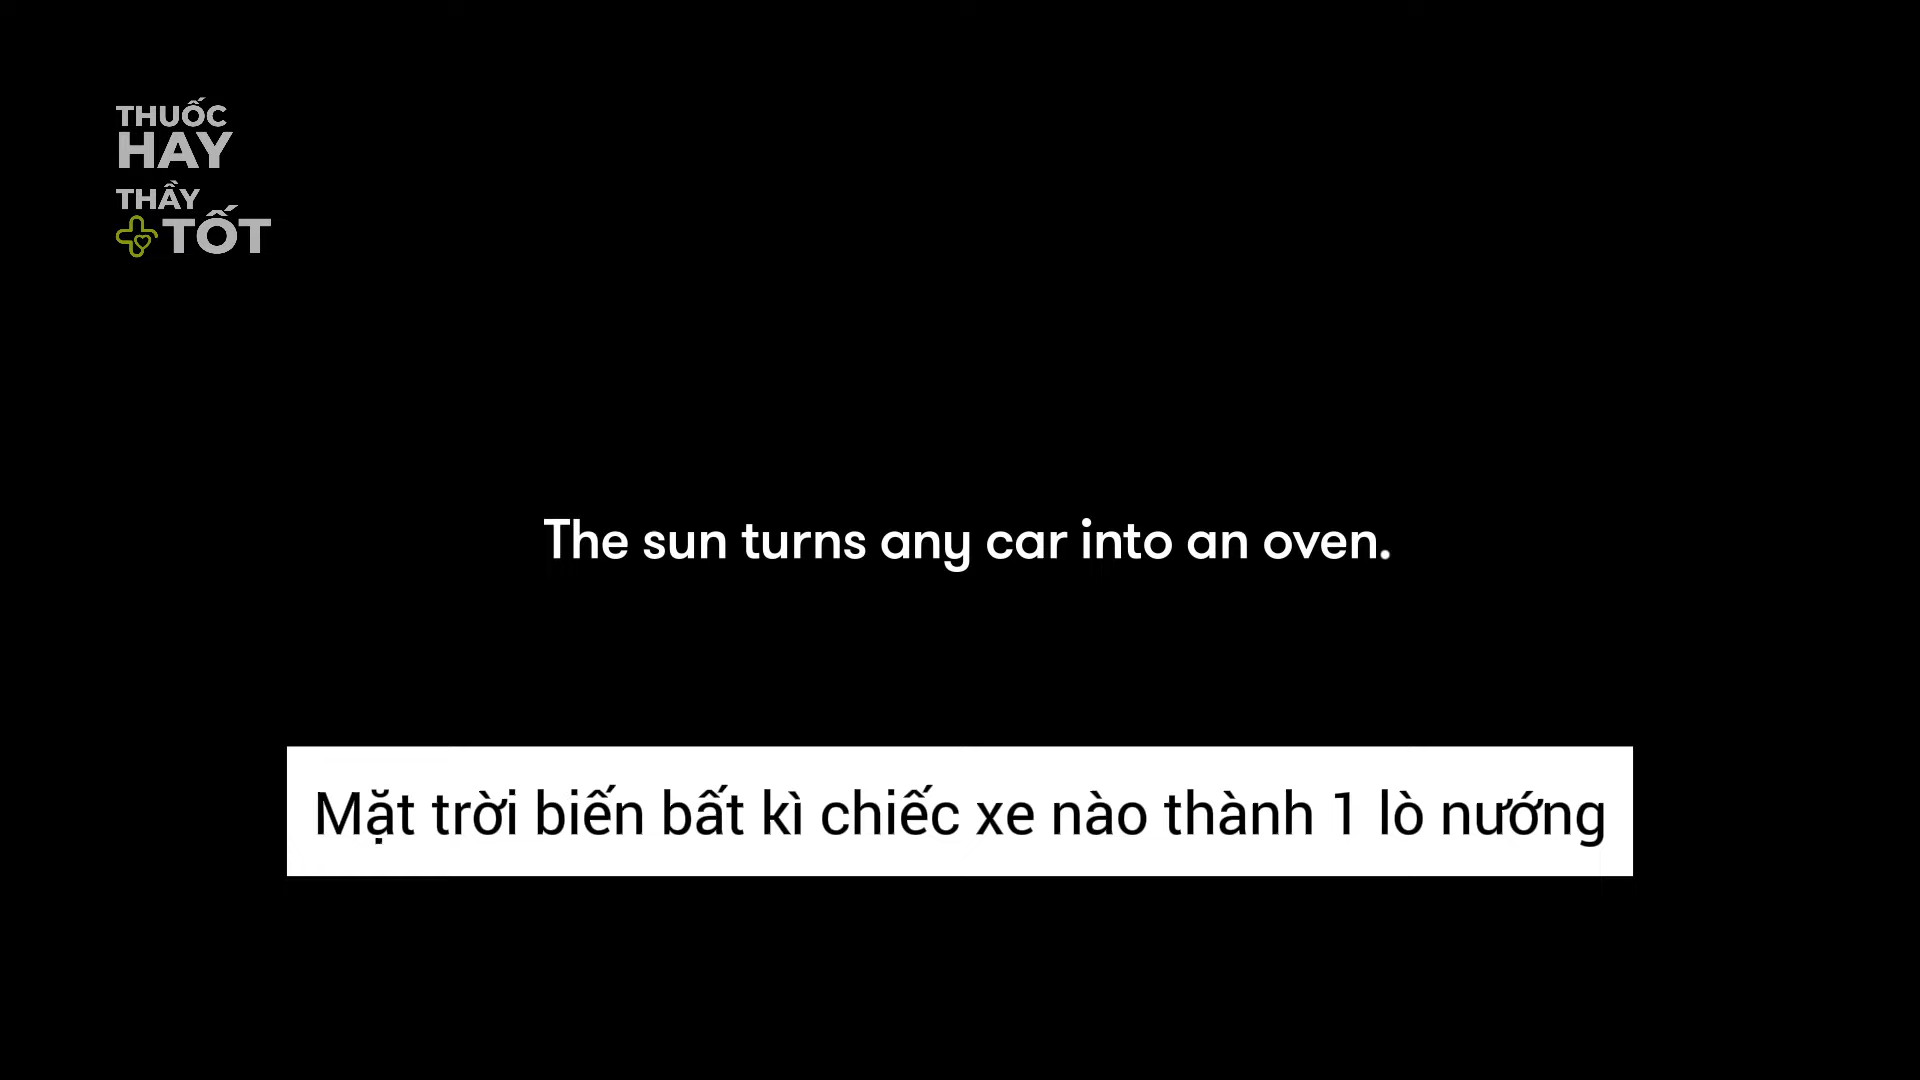 THUỐC
HAY
THẦY
TỐT
The sun turns any car into an oven.
Mặt trời biến bất kì chiếc xe nào thành 1 lò nướng